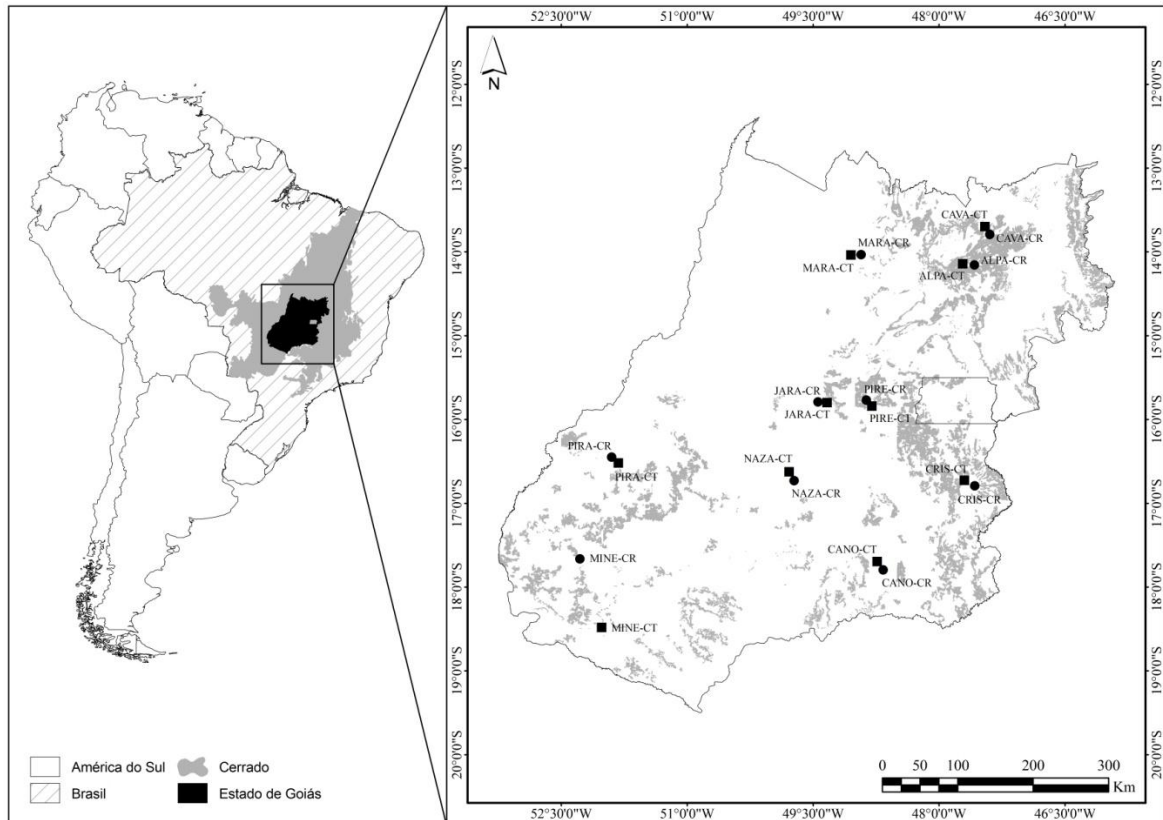 52°30'0"W 51°0'0"W 49°30'0"W 48°0'0"W 46°30'0"W
N
12°0'0"S
12°0'0"S
13°0'0"S
13°0'0"S
CAVA-CT
CAVA-CR
MARA-CR
14°0'0"S
14°0'0"S
ALPA-CR
MARA-CT
ALPA-CT
15°0'0"S
15°0'0"S
JARA-CR
PIRE-CR
JARA-CT
PIRE-CT
16°0'0"S
16°0'0"S
PIRA-CR
NAZA-CT
CRIS-CT
PIRA-CT
NAZA-CR
CRIS-CR
17°0'0"S
17°0'0"S
CANO-CT
MINE-CR
CANO-CR
18°0'0"S
18°0'0"S
MINE-CT
19°0'0"S
19°0'0"S
20°0'0"S
20°0'0"S
América do Sul
Cerrado
Brasil
Estado de Goiás
0 50 100 200 300
Km
52°30'0"W 51°0'0"W 49°30'0"W 48°0'0"W 46°30'0"W